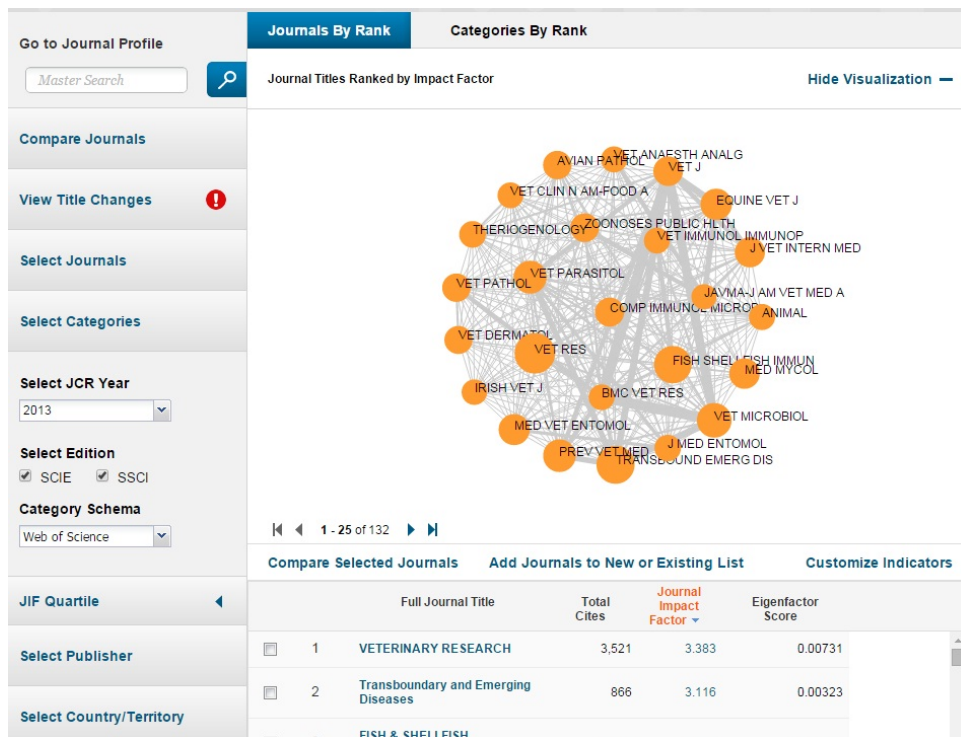 Go to Journal Profile
Master Search
Compare Journals
View Title Changes
Select Journals
Select Categories
Select JCR Year
2013
Select Edition
SCIE SSCI
Category Schema
Web of Science
JIF Quartile
Select Publisher
Select Country/Territory
Journals By Rank Categories By Rank
Journal Titles Ranked by Impact Factor Hide Visualization
VET ANAESTH ANALG
AVIAN PATHOL
VET J
VET CLIN N AM-FOOD A
EQUINE VET J
ZOONOSES PUBLIC HLTH
THERIOGENOLOGY
VET IMMUNOL IMMUNOP
J VET INTERN MED
VET PARASITOL
VET PATHOL
JAVMA-J AM VET MED A
COMP IMMUNOL MICROB
ANIMAL
VET DERMATOL
VET RES
FISH SHELLFISH IMMUN
MED MYCOL
IRISH VET J
BMC VET RES
VET MICROBIOL
MED VET ENTOMOL
J MED ENTOMOL
PREV VET MED
TRANSBOUND EMERG DIS
1 - 25 of 132
Compare Selected Journals Add Journals to New or Existing List Customize Indicators
Full Journal Title Total Cites Journal Impact Factor Eigenfactor Score
1 VETERINARY RESEARCH 3,521 3.383 0.00731
2 Transboundary and Emerging Diseases 866 3.116 0.00323
FISH & SHELLFISH